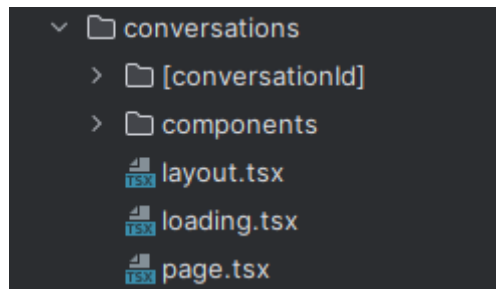 conversations
[conversationId]
components
TSX layout.tsx
TSX loading.tsx
TSX page.tsx